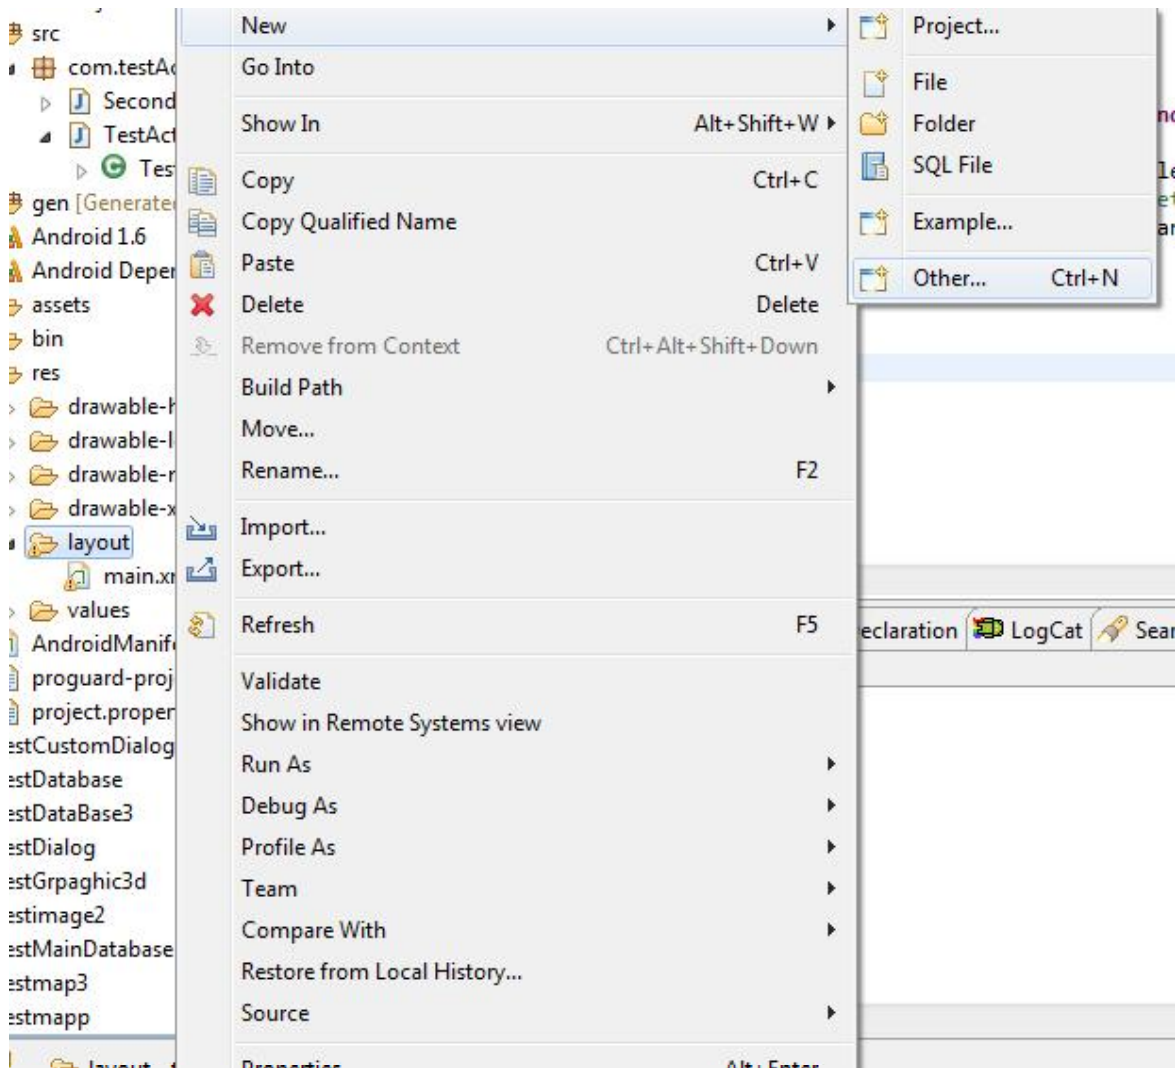 src
com.testAc
Second
TestAct
Tes
gen [Generated
Android 1.6
Android Deper
assets
bin
res
drawable-h
drawable-l
drawable-r
drawable-x
layout
main.xr
values
AndroidManife
proguard-proj
project.proper
estCustomDialog
estDatabase
estDataBase3
estDialog
estGrpaghic3d
estimage2
estMainDatabase
estmap3
estmapp
New
Go Into
Show In Alt+Shift+W
Copy Ctrl+C
Copy Qualified Name
Paste Ctrl+V
Delete Delete
Remove from Context Ctrl+Alt+Shift+Down
Build Path
Move...
Rename... F2
Import...
Export...
Refresh F5
Validate
Show in Remote Systems view
Run As
Debug As
Profile As
Team
Compare With
Restore from Local History...
Source
Properties Alt+Enter
Project...
File
Folder
SQL File
Example...
Other... Ctrl+N
eclaration LogCat Sear